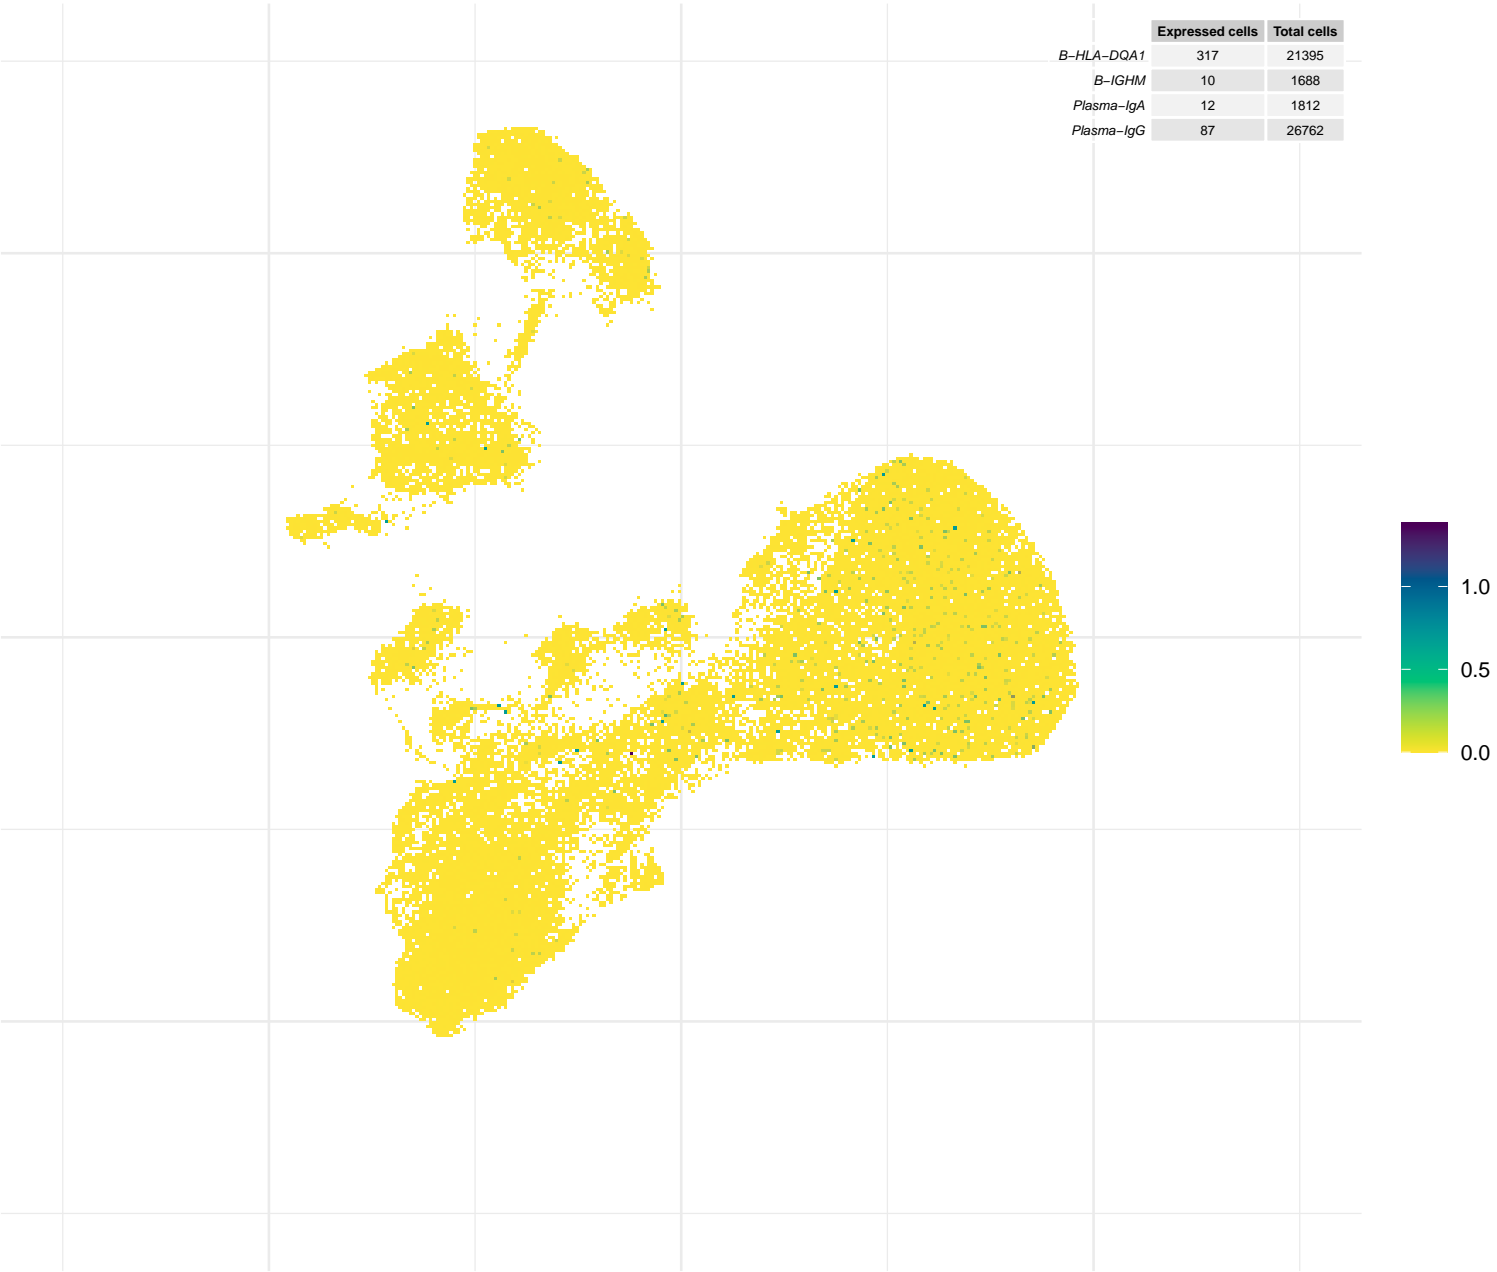 Expressed cells Total cells
B−HLA−DQA1 317 21395
B−IGHM 10 1688
Plasma−IgA 12 1812
Plasma−IgG 87 26762
1.0
0.5
0.0